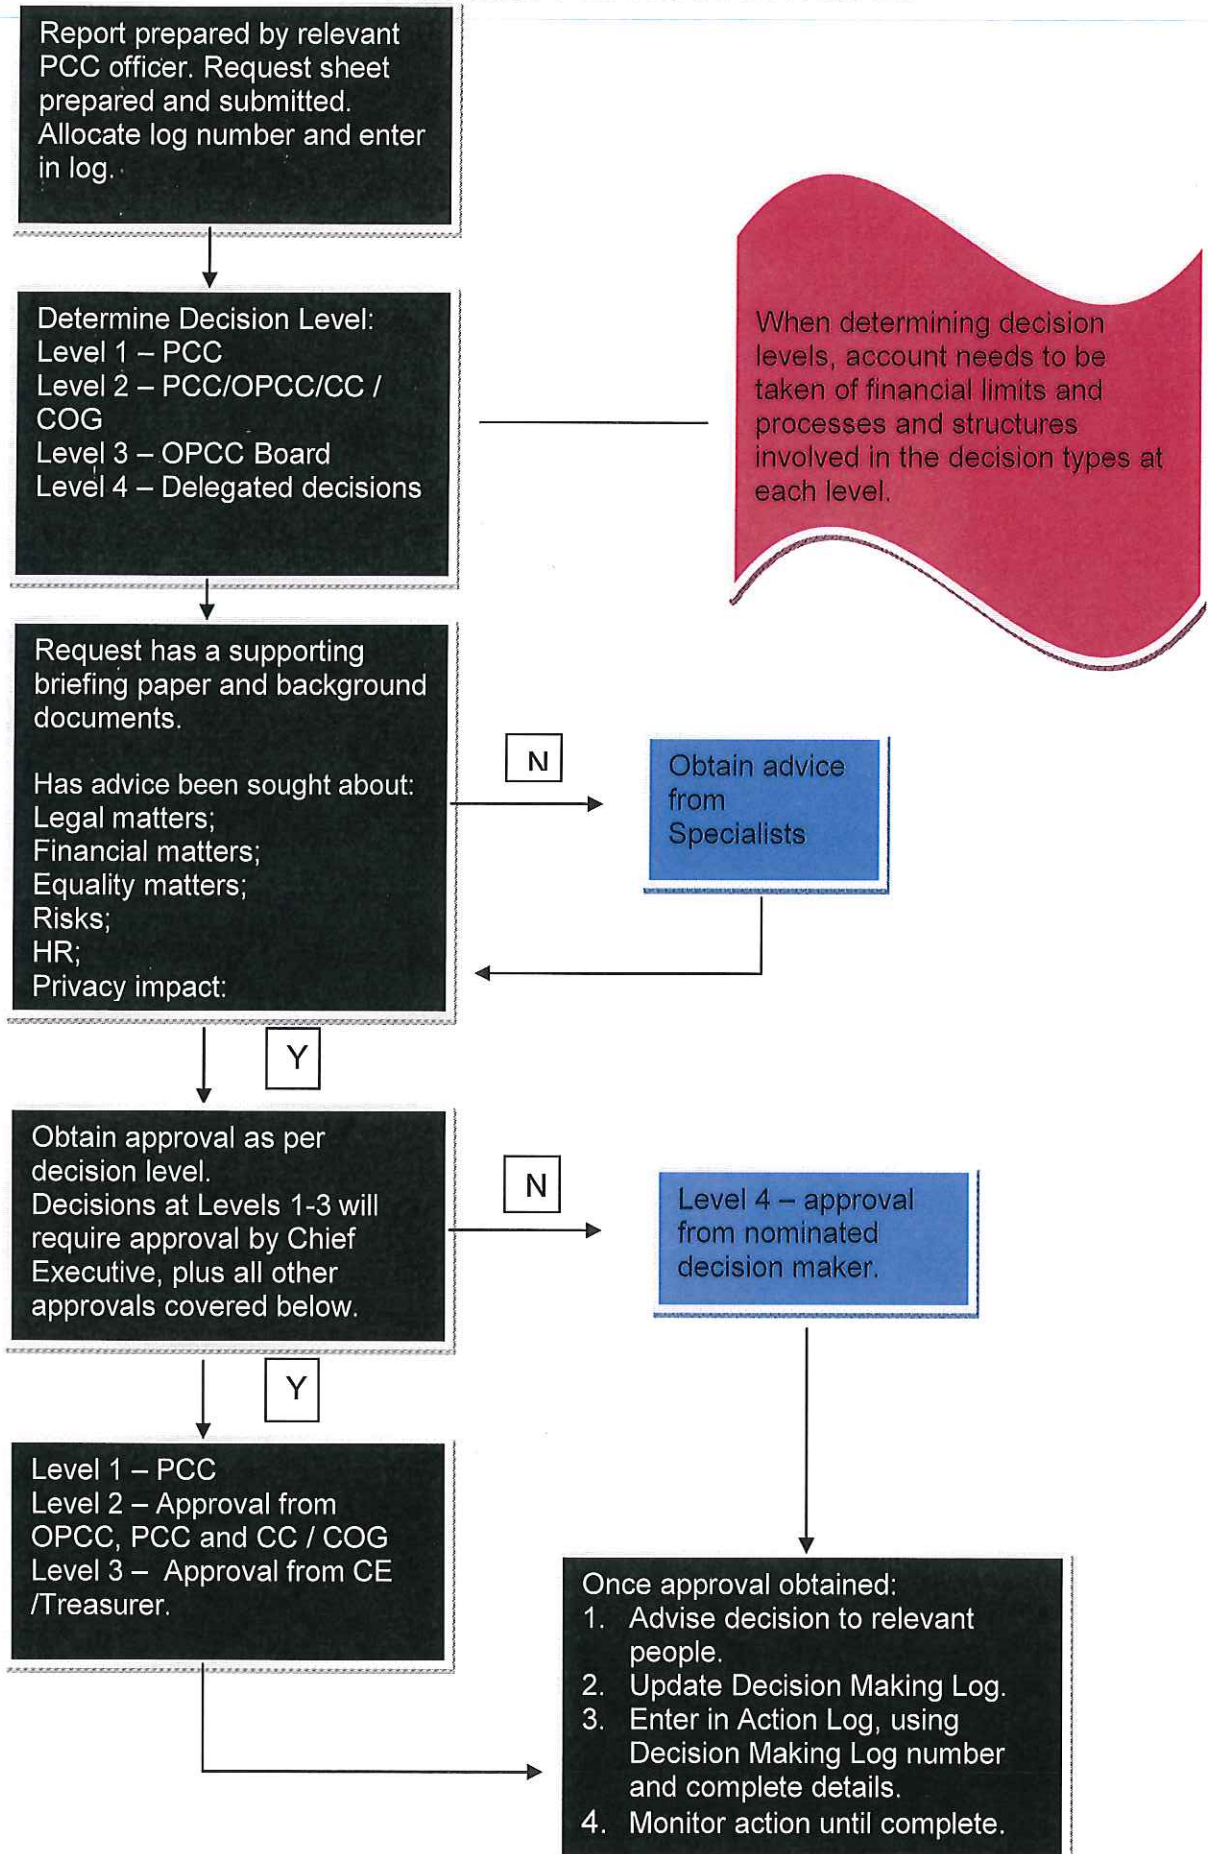 Report prepared by relevant
PCC officer. Request sheet
prepared and submitted.
Allocate log number and enter
in log.
Determine Decision Level:
Level 1 – PCC
Level 2 – PCC/OPCC/CC /
COG
Level 3 – OPCC Board
Level 4 – Delegated decisions
When determining decision
levels, account needs to be
taken of financial limits and
processes and structures
involved in the decision types at
each level.
Request has a supporting
briefing paper and background
documents.
Has advice been sought about:
Legal matters;
Financial matters;
Equality matters;
Risks;
HR;
Privacy impact:
N
Obtain advice
from
Specialists
Y
Obtain approval as per
decision level.
Decisions at Levels 1-3 will
require approval by Chief
Executive, plus all other
approvals covered below.
N
Level 4 – approval
from nominated
decision maker.
Y
Level 1 – PCC
Level 2 – Approval from
OPCC, PCC and CC / COG
Level 3 – Approval from CE
/Treasurer.
Once approval obtained:
1. Advise decision to relevant
people.
2. Update Decision Making Log.
3. Enter in Action Log, using
Decision Making Log number
and complete details.
4. Monitor action until complete.